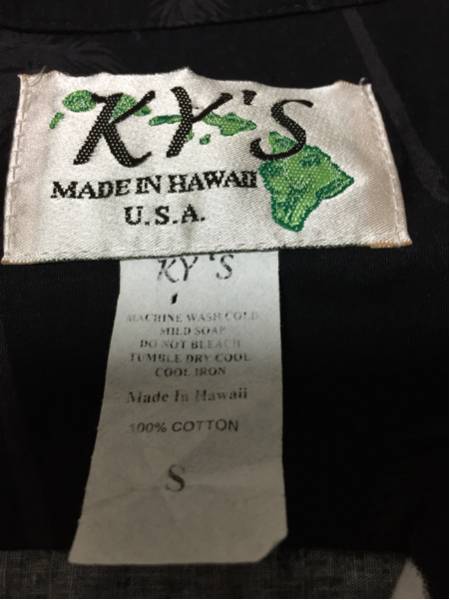 KY'S
MADE IN HAWAII
U.S.A.
KY'S
MACHINE WASH COLD
MILD SOAP
DO NOT BLEACH
TUMBLE DRY COOL
COOL IRON
Made In Hawaii
100% COTTON
S